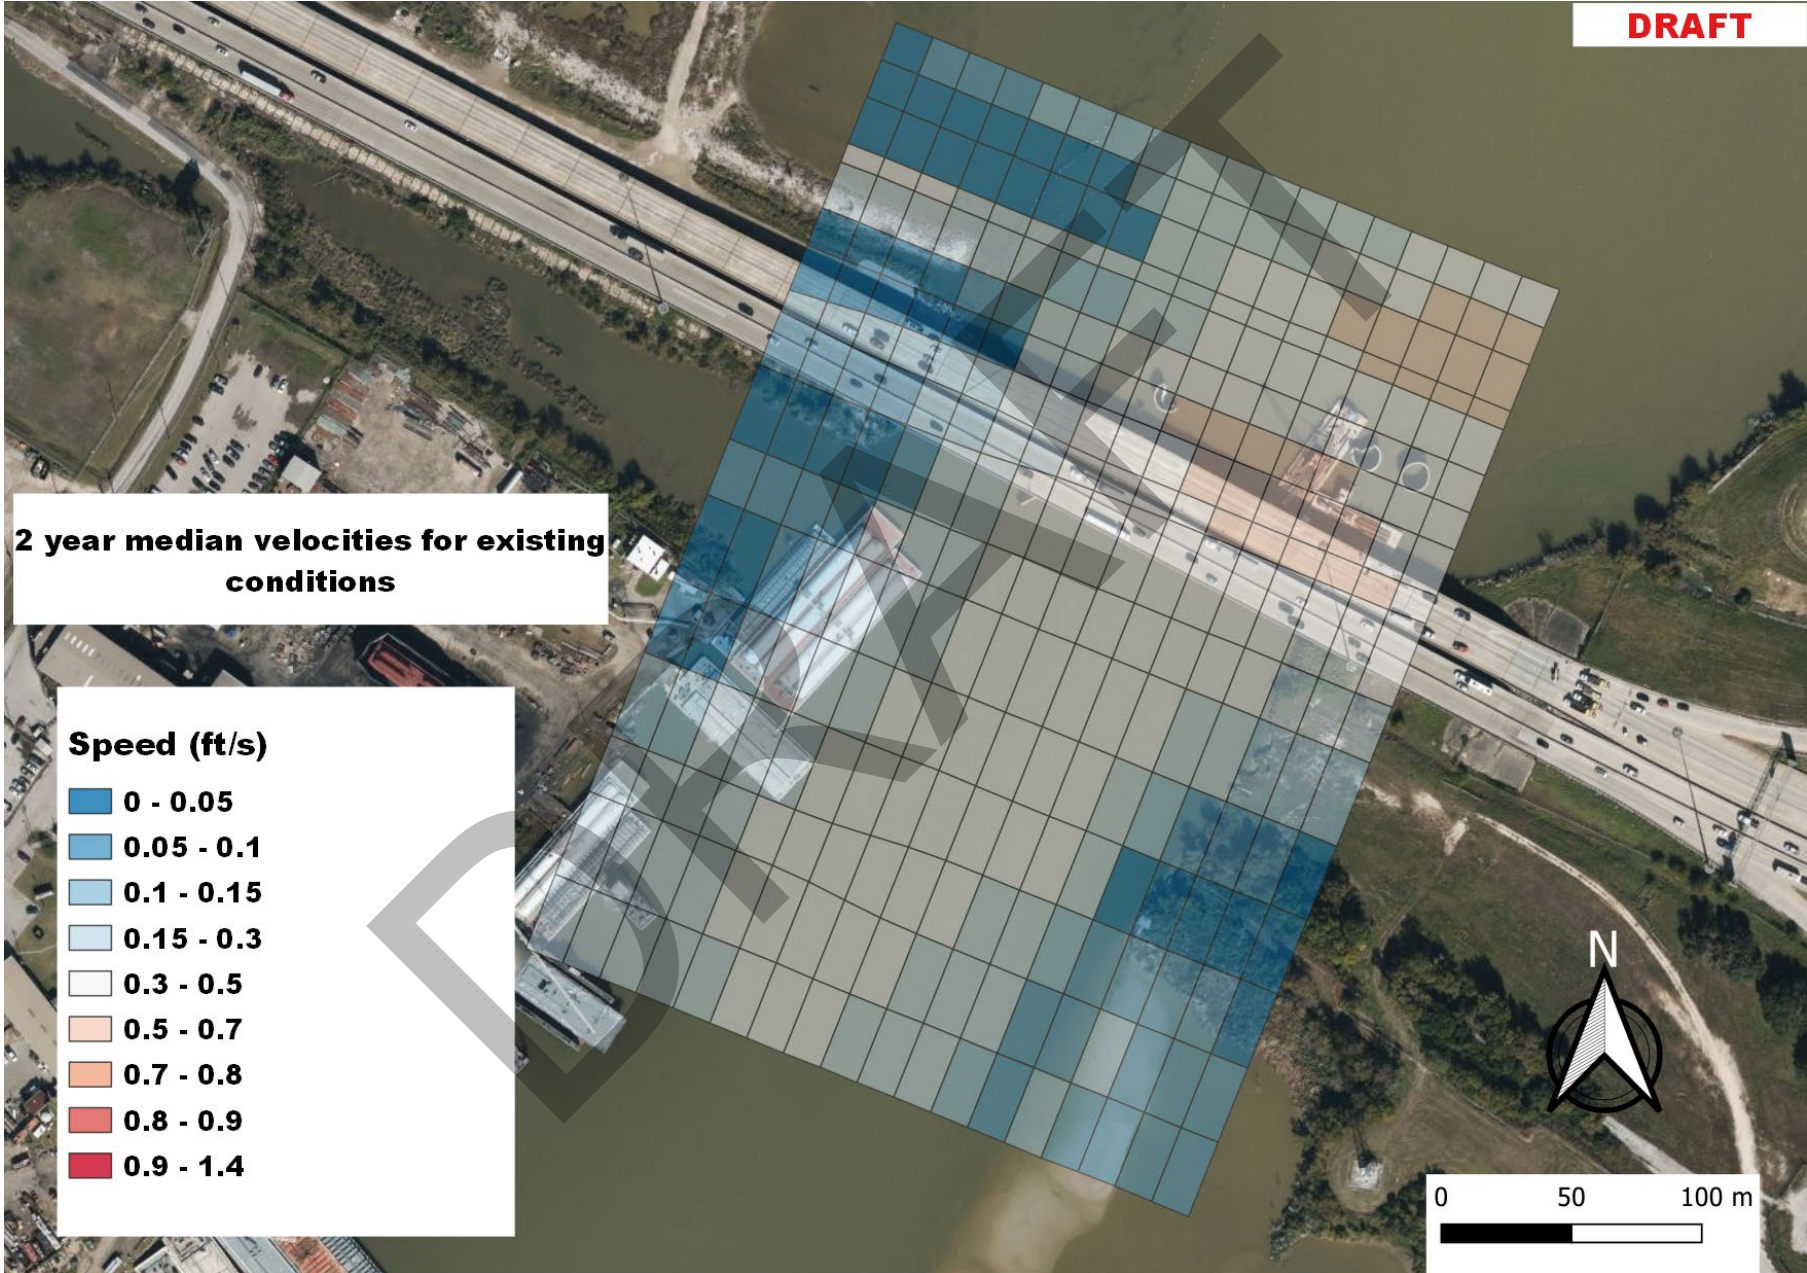 DRAFT
DRAFT
2 year median velocities for existing
conditions
Speed (ft/s)
0 - 0.05
0.05 - 0.1
0.1 - 0.15
0.15 - 0.3
0.3 - 0.5
0.5 - 0.7
0.7 - 0.8
0.8 - 0.9
0.9 - 1.4
N
0 50 100 m